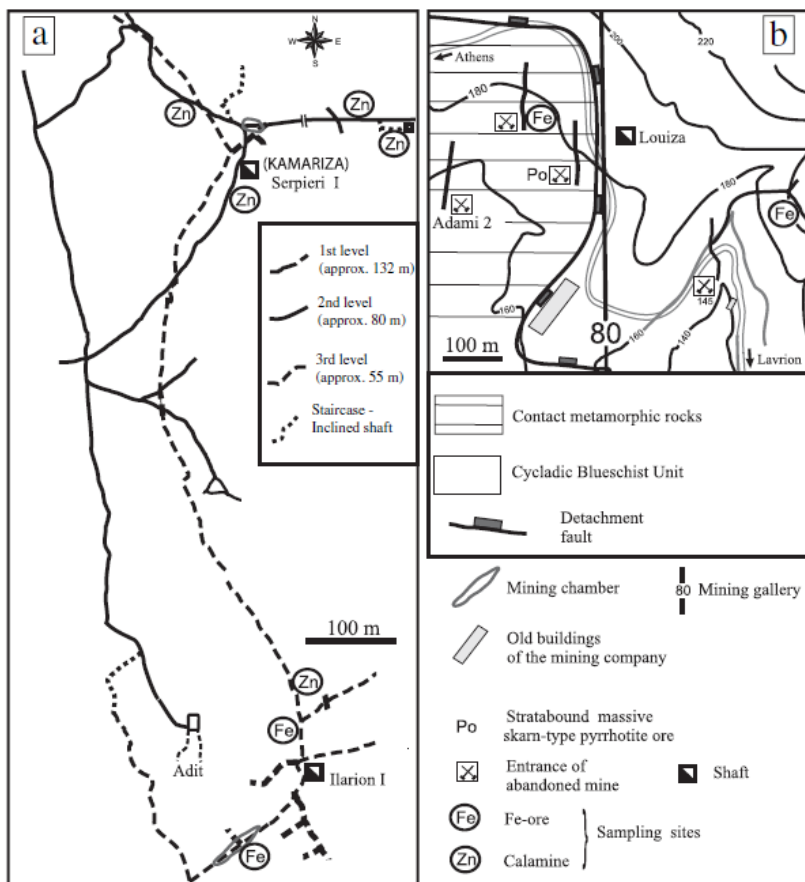 a
N
W E
S
Zn
Zn
Zn
(KAMARIZA)
Serpieri I
Zn
1st level
(approx. 132 m)
2nd level
(approx. 80 m)
3rd level
(approx. 55 m)
Staircase -
Inclined shaft
100 m
Zn
Fe
Adit
Ilarion I
Fe
b
Athens
200
220
180
Fe
Louiza
Po
180
Adami 2
Fe
145
160
80
160
140
100 m
Lavrion
Contact metamorphic rocks
Cycladic Blueschist Unit
Detachment
fault
Mining chamber
80 Mining gallery
Old buildings
of the mining company
Po Stratabound massive
skarn-type pyrrhotite ore
Entrance of
abandoned mine
Shaft
Fe Fe-ore
Sampling sites
Zn Calamine